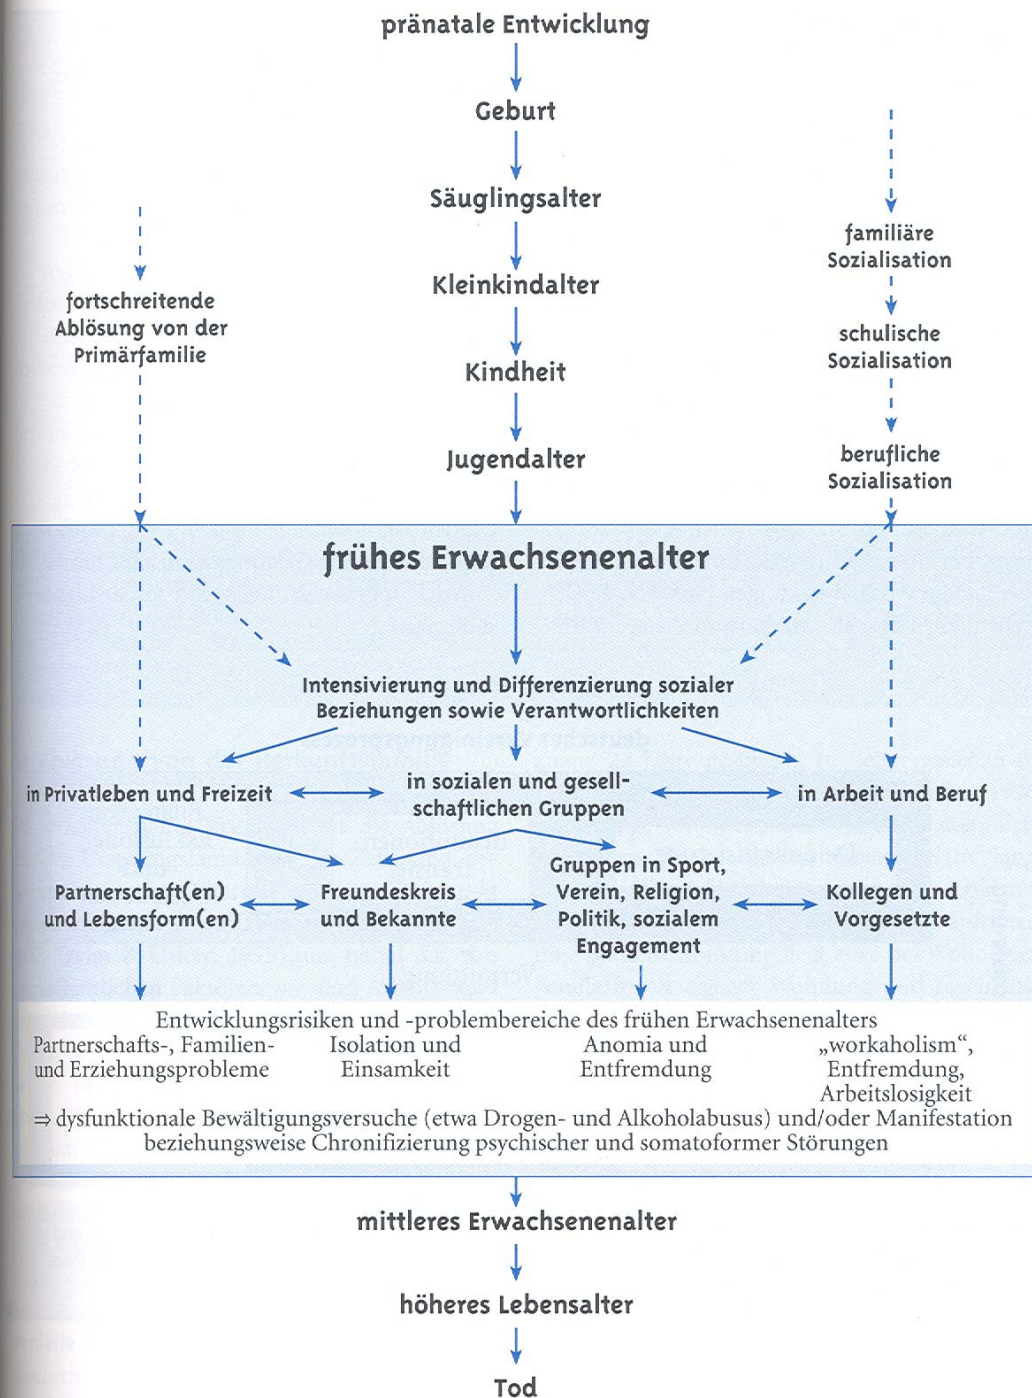 pränatale Entwicklung
Geburt
Säuglingsalter
Kleinkindalter
Kindheit
Jugendalter
fortschreitende
Ablösung von der
Primärfamilie
familiäre
Sozialisation
schulische
Sozialisation
berufliche
Sozialisation
frühes Erwachsenenalter
Intensivierung und Differenzierung sozialer
Beziehungen sowie Verantwortlichkeiten
in Privatleben und Freizeit
in sozialen und gesell-
schaftlichen Gruppen
in Arbeit und Beruf
Partnerschaft(en)
und Lebensform(en)
Freundeskreis
und Bekannte
Gruppen in Sport,
Verein, Religion,
Politik, sozialem
Engagement
Kollegen und
Vorgesetzte
Entwicklungsrisiken und -problembereiche des frühen Erwachsenenalters
Partnerschafts-, Familien-
und Erziehungsprobleme
Isolation und
Einsamkeit
Anomia und
Entfremdung
„workaholism“,
Entfremdung,
Arbeitslosigkeit
⇒ dysfunktionale Bewältigungsversuche (etwa Drogen- und Alkoholabusus) und/oder Manifestation
beziehungsweise Chronifizierung psychischer und somatoformer Störungen
mittleres Erwachsenenalter
höheres Lebensalter
Tod